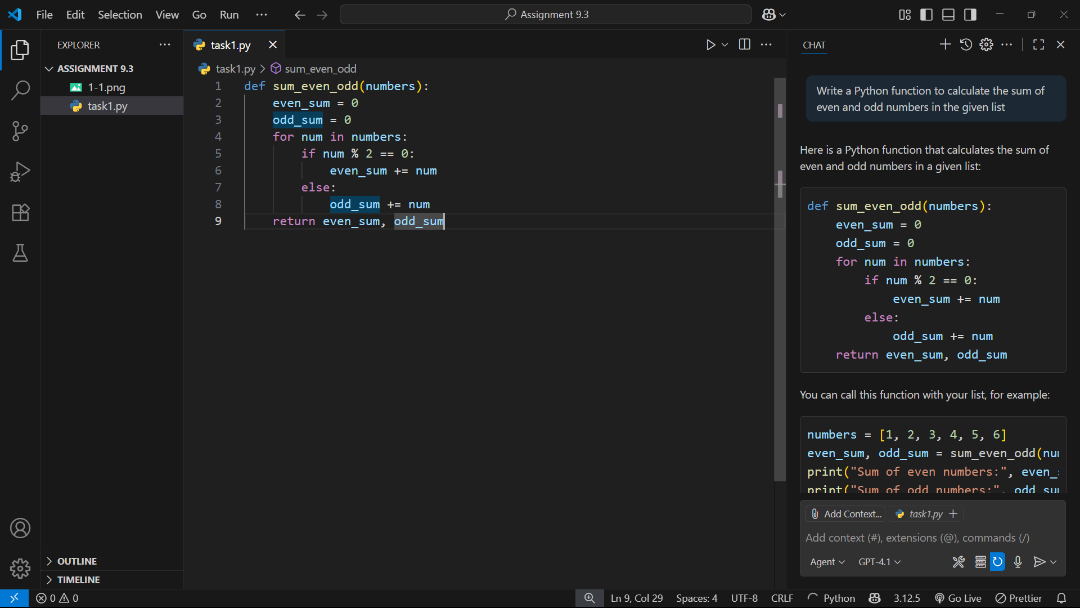 File Edit Selection View Go Run ··· Assignment 9.3
EXPLORER ···
ASSIGNMENT 9.3
1-1.png
task1.py
OUTLINE
TIMELINE
task1.py
task1.py > sum_even_odd
1 def sum_even_odd(numbers):
2 even_sum = 0
3 odd_sum = 0
4 for num in numbers:
5 if num % 2 == 0:
6 even_sum += num
7 else:
8 odd_sum += num
9 return even_sum, odd_sum
CHAT
Write a Python function to calculate the sum of
even and odd numbers in the given list
Here is a Python function that calculates the sum of
even and odd numbers in a given list:
def sum_even_odd(numbers):
even_sum = 0
odd_sum = 0
for num in numbers:
if num % 2 == 0:
even_sum += num
else:
odd_sum += num
return even_sum, odd_sum
You can call this function with your list, for example:
numbers = [1, 2, 3, 4, 5, 6]
even_sum, odd_sum = sum_even_odd(nu
print("Sum of even numbers:", even_
print("Sum of odd numbers:", odd_su
Add Context... task1.py +
Add context (#), extensions (@), commands (/)
Agent GPT-4.1
0 0 Ln 9, Col 29 Spaces: 4 UTF-8 CRLF Python 3.12.5 Go Live Prettier